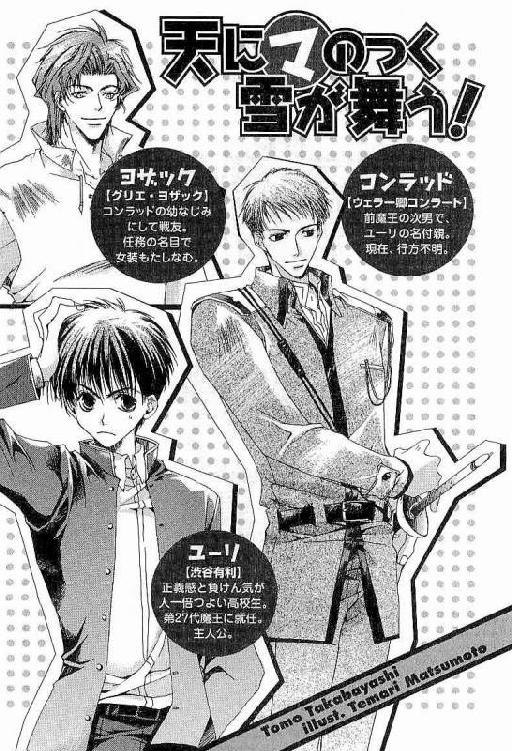 天にマのつく
雪が舞う!
ヨザック
【グリエ・ヨザック】
コンラッドの幼なじみ
にして戦友。
任務の名目で
女装もたしなむ。
コンラッド
【ウェラー卿コンラート】
前魔王の次男で、
ユーリの名付親。
現在、行方不明。
ユーリ
【渋谷有利】
正義感と負けん気が
人一倍つよい高校生。
第27代魔王に就任。
主人公。
Tomo Takabayashi
illust. Temari Matsumoto